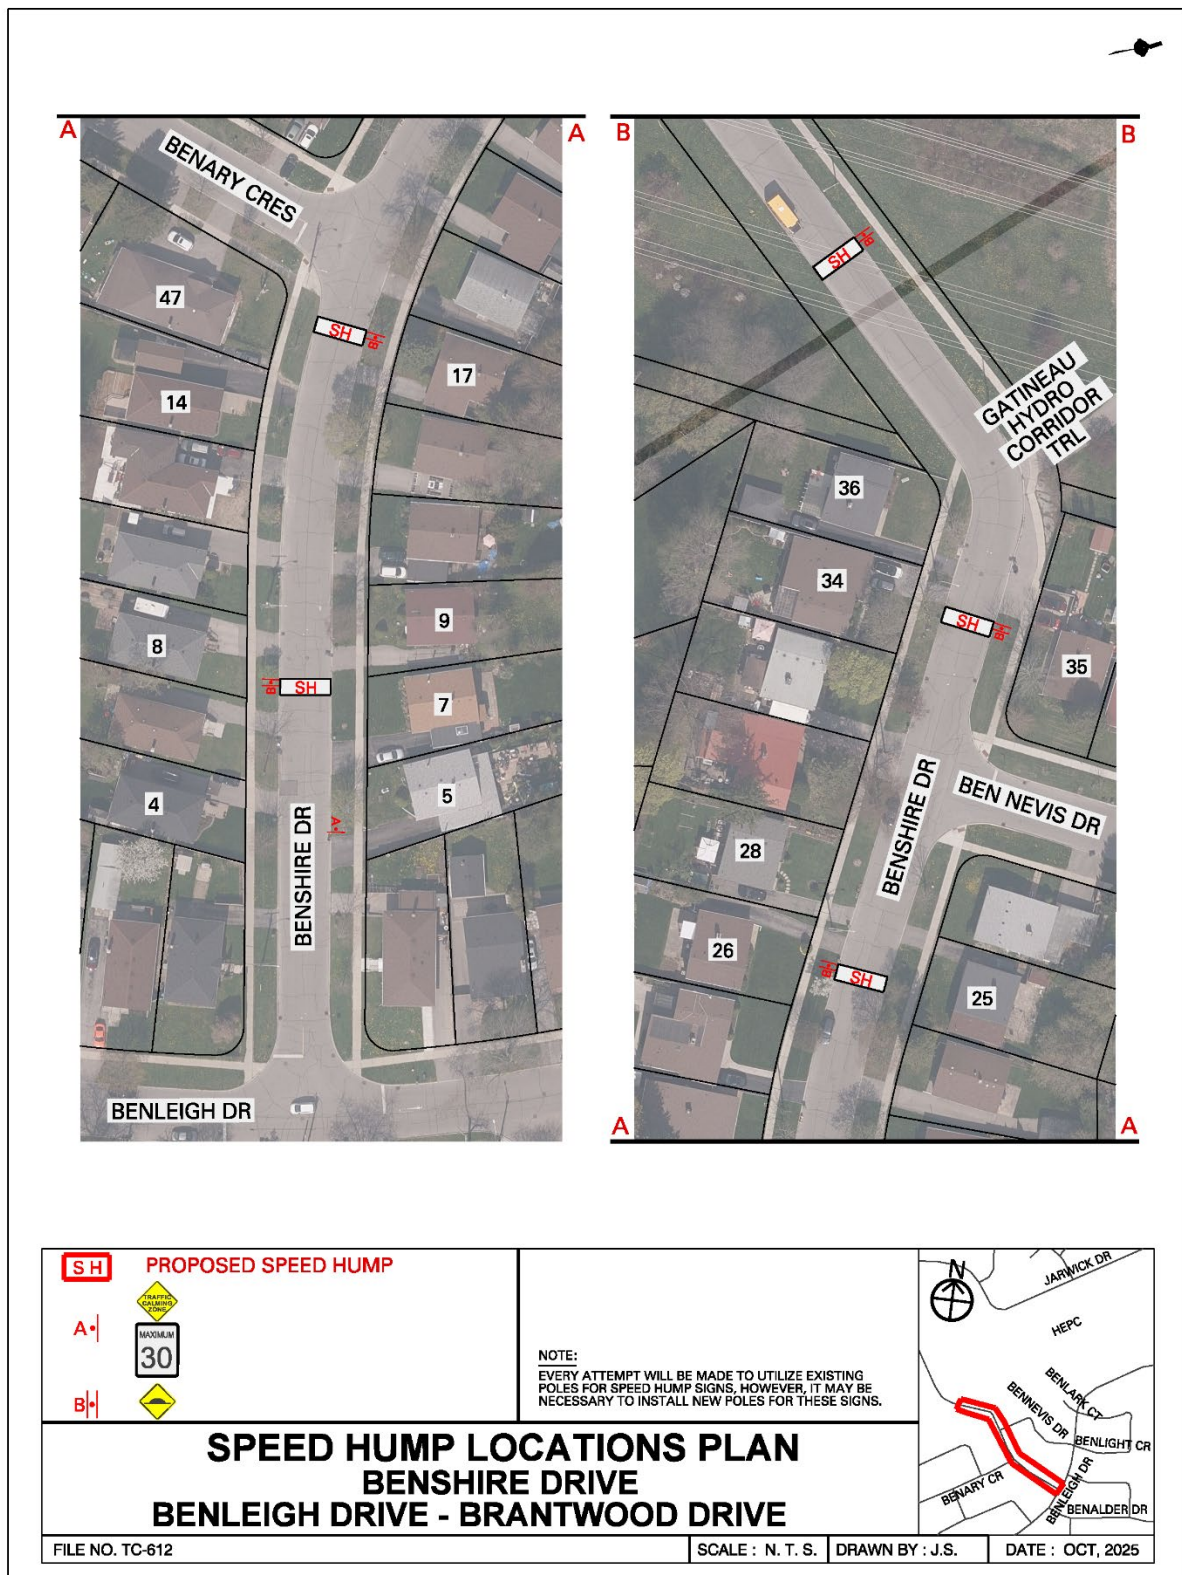 A
A
BENARY CRES
47
SH
B
17
14
9
8
B
SH
7
4
5
A
BENSHIRE DR
BENLEIGH DR
B
B
SH
B
GATINEAU
HYDRO
CORRIDOR
TRL
36
34
SH
B
35
BENSHIRE DR
BEN NEVIS DR
28
26
B
SH
25
A
A
SH
PROPOSED SPEED HUMP
TRAFFIC
CALMING
ZONE
A
MAXIMUM
30
B
NOTE:
EVERY ATTEMPT WILL BE MADE TO UTILIZE EXISTING
POLES FOR SPEED HUMP SIGNS, HOWEVER, IT MAY BE
NECESSARY TO INSTALL NEW POLES FOR THESE SIGNS.
N
JARWICK DR
HEPC
BENLARK CT
BENNEVIS DR
BENLIGHT CR
BENLEIGH DR
BENARY CR
BENALDER DR
SPEED HUMP LOCATIONS PLAN
BENSHIRE DRIVE
BENLEIGH DRIVE - BRANTWOOD DRIVE
FILE NO. TC-612
SCALE : N. T. S.
DRAWN BY : J.S.
DATE : OCT, 2025